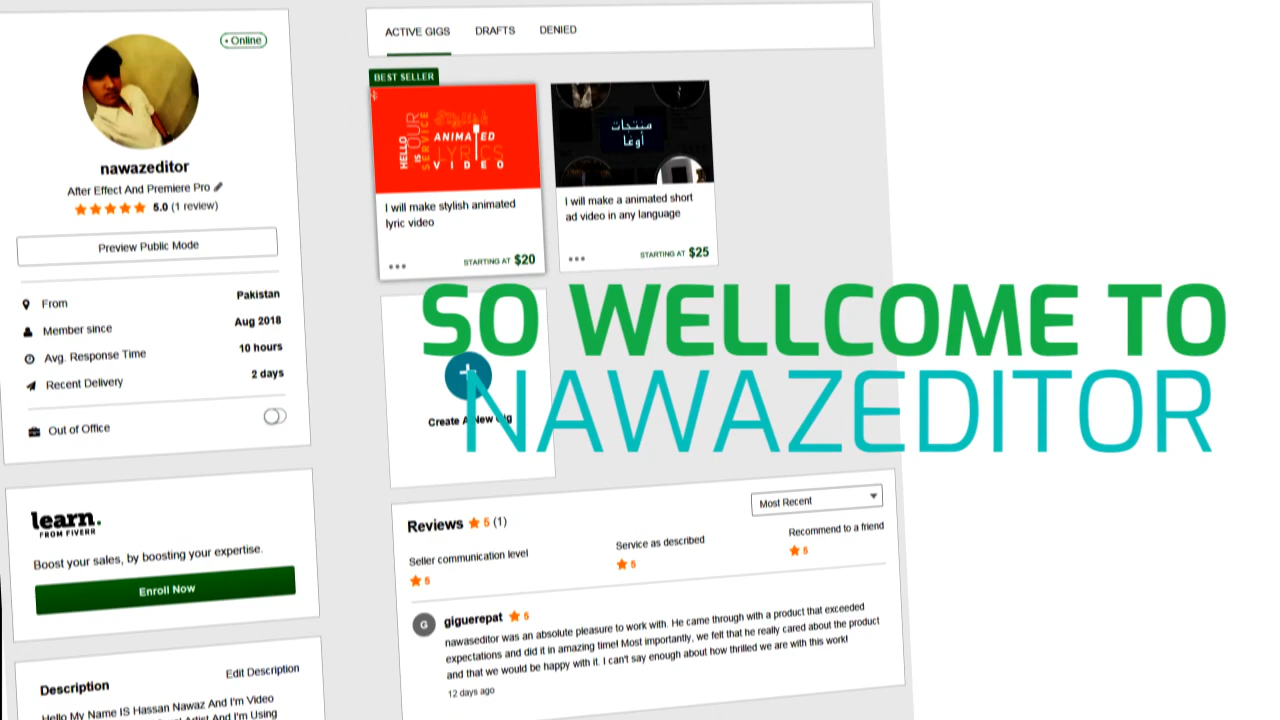 • Online
nawazeditor
After Effect And Premiere Pro
5.0 (1 review)
Preview Public Mode
From Pakistan
Member since Aug 2018
Avg. Response Time 10 hours
Recent Delivery 2 days
Out of Office
learn.
FROM FIVERR
Boost your sales, by boosting your expertise.
Enroll Now
Description Edit Description
Hello My Name IS Hassan Nawaz And I'm Video
Artist And I'm Using
ACTIVE GIGS DRAFTS DENIED
BEST SELLER
HELLO
IS OUR
SERVICE
Stylish
ANIMATED
LYRICS
VIDEO
I will make stylish animated
lyric video
STARTING AT $20
منتجات
أوغا
I will make a animated short
ad video in any language
STARTING AT $25
SO WELLCOME TO
NAWAZEDITOR
Create A New Gig
Reviews 5 (1)
Most Recent
Seller communication level
5
Service as described
5
Recommend to a friend
5
G
giguerepat 5
nawaseditor was an absolute pleasure to work with. He came through with a product that exceeded
expectations and did it in amazing time! Most importantly, we felt that he really cared about the product
and that we would be happy with it. I can't say enough about how thrilled we are with this work!
12 days ago